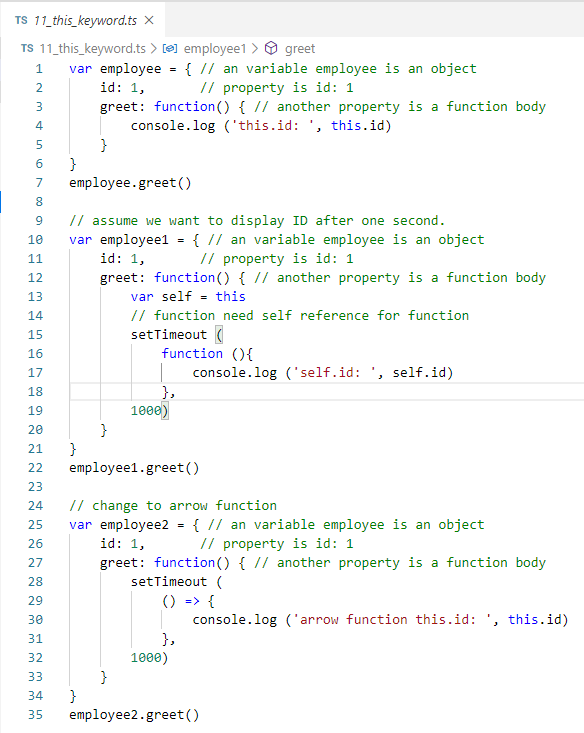 TS 11_this_keyword.ts ×
TS 11_this_keyword.ts > employee1 > greet
1 var employee = { // an variable employee is an object
2     id: 1,       // property is id: 1
3     greet: function() { // another property is a function body
4         console.log ('this.id: ', this.id)
5     }
6 }
7 employee.greet()
8
9 // assume we want to display ID after one second.
10 var employee1 = { // an variable employee is an object
11     id: 1,       // property is id: 1
12     greet: function() { // another property is a function body
13         var self = this
14         // function need self reference for function
15         setTimeout (
16             function (){
17                 console.log ('self.id: ', self.id)
18             },
19         1000)
20     }
21 }
22 employee1.greet()
23
24 // change to arrow function
25 var employee2 = { // an variable employee is an object
26     id: 1,       // property is id: 1
27     greet: function() { // another property is a function body
28         setTimeout (
29             () => {
30                 console.log ('arrow function this.id: ', this.id)
31             },
32         1000)
33     }
34 }
35 employee2.greet()